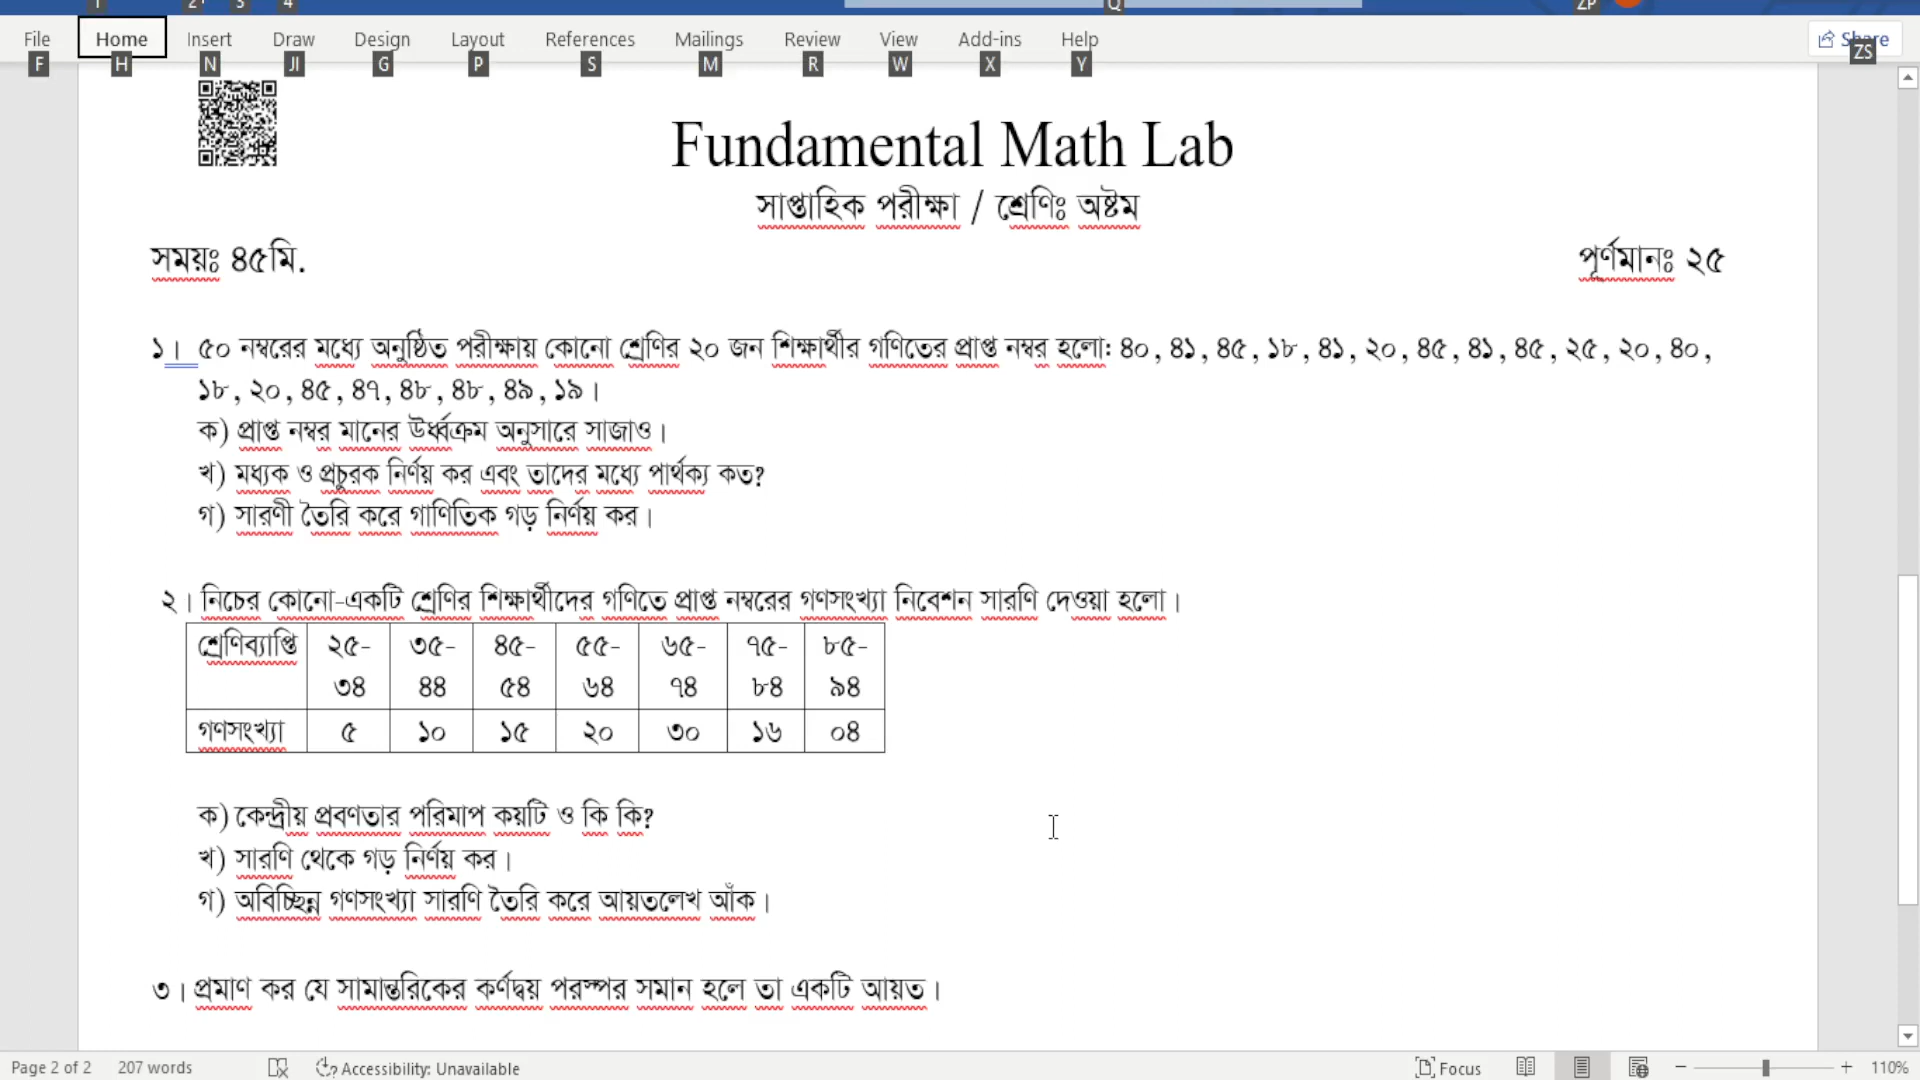 1 2 3 4 Q ZP
File Home Insert Draw Design Layout References Mailings Review View Add-ins Help Share
F H N JI G P S M R W X Y ZS
Fundamental Math Lab
সাপ্তাহিক পরীক্ষা / শ্রেণিঃ অষ্টম
সময়ঃ ৪৫মি. পূর্ণমানঃ ২৫
১। ৫০ নম্বরের মধ্যে অনুষ্ঠিত পরীক্ষায় কোনো শ্রেণির ২০ জন শিক্ষার্থীর গণিতের প্রাপ্ত নম্বর হলো: ৪০, ৪১, ৪৫, ১৮, ৪১, ২০, ৪৫, ৪১, ৪৫, ২৫, ২০, ৪০,
১৮, ২০, ৪৫, ৪৭, ৪৮, ৪৮, ৪৯, ১৯।
ক) প্রাপ্ত নম্বর মানের উর্ধ্বক্রম অনুসারে সাজাও।
খ) মধ্যক ও প্রচুরক নির্ণয় কর এবং তাদের মধ্যে পার্থক্য কত?
গ) সারণী তৈরি করে গাণিতিক গড় নির্ণয় কর।
২। নিচের কোনো-একটি শ্রেণির শিক্ষার্থীদের গণিতে প্রাপ্ত নম্বরের গণসংখ্যা নিবেশন সারণি দেওয়া হলো।
শ্রেণিব্যাপ্তি ২৫- ৩৫- ৪৫- ৫৫- ৬৫- ৭৫- ৮৫-
৩৪ ৪৪ ৫৪ ৬৪ ৭৪ ৮৪ ৯৪
গণসংখ্যা ৫ ১০ ১৫ ২০ ৩০ ১৬ ০৪
ক) কেন্দ্রীয় প্রবণতার পরিমাপ কয়টি ও কি কি?
খ) সারণি থেকে গড় নির্ণয় কর।
গ) অবিচ্ছিন্ন গণসংখ্যা সারণি তৈরি করে আয়তলেখ আঁক।
৩। প্রমাণ কর যে সামান্তরিকের কর্ণদ্বয় পরস্পর সমান হলে তা একটি আয়ত।
Page 2 of 2 207 words Accessibility: Unavailable Focus 110%